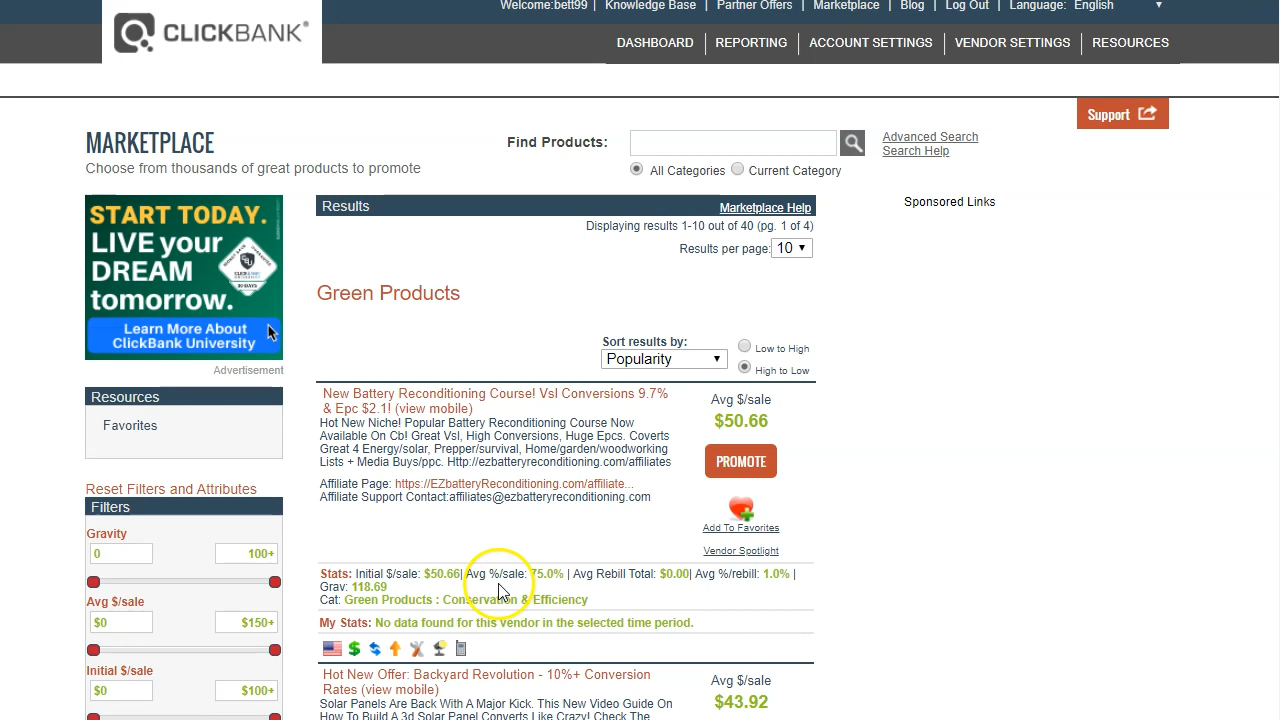 Welcome:bett99 | Knowledge Base | Partner Offers | Marketplace | Blog | Log Out | Language: English
CLICKBANK®
DASHBOARD REPORTING ACCOUNT SETTINGS VENDOR SETTINGS RESOURCES
Support
MARKETPLACE
Choose from thousands of great products to promote
Find Products:
Advanced Search
Search Help
All Categories Current Category
START TODAY.
LIVE your
DREAM
tomorrow.
Learn More About
ClickBank University
Advertisement
Resources
Favorites
Reset Filters and Attributes
Filters
Gravity
0 100+
Avg $/sale
$0 $150+
Initial $/sale
$0 $100+
Results Marketplace Help
Displaying results 1-10 out of 40 (pg. 1 of 4)
Results per page: 10
Green Products
Sort results by:
Popularity
Low to High
High to Low
New Battery Reconditioning Course! Vsl Conversions 9.7%
& Epc $2.1! (view mobile)
Hot New Niche! Popular Battery Reconditioning Course Now
Available On Cb! Great Vsl, High Conversions, Huge Epcs. Coverts
Great 4 Energy/solar, Prepper/survival, Home/garden/woodworking
Lists + Media Buys/ppc. Http://ezbatteryreconditioning.com/affiliates
Affiliate Page: https://EZbatteryReconditioning.com/affiliate...
Affiliate Support Contact:affiliates@ezbatteryreconditioning.com
Avg $/sale
$50.66
PROMOTE
Add To Favorites
Vendor Spotlight
Stats: Initial $/sale: $50.66| Avg %/sale: 75.0% | Avg Rebill Total: $0.00| Avg %/rebill: 1.0% |
Grav: 118.69
Cat: Green Products : Conservation & Efficiency
My Stats: No data found for this vendor in the selected time period.
Hot New Offer: Backyard Revolution - 10%+ Conversion
Rates (view mobile)
Solar Panels Are Back With A Major Kick. This New Video Guide On
How To Build A 3d Solar Panel Converts Like Crazy! Check The
Avg $/sale
$43.92
Sponsored Links